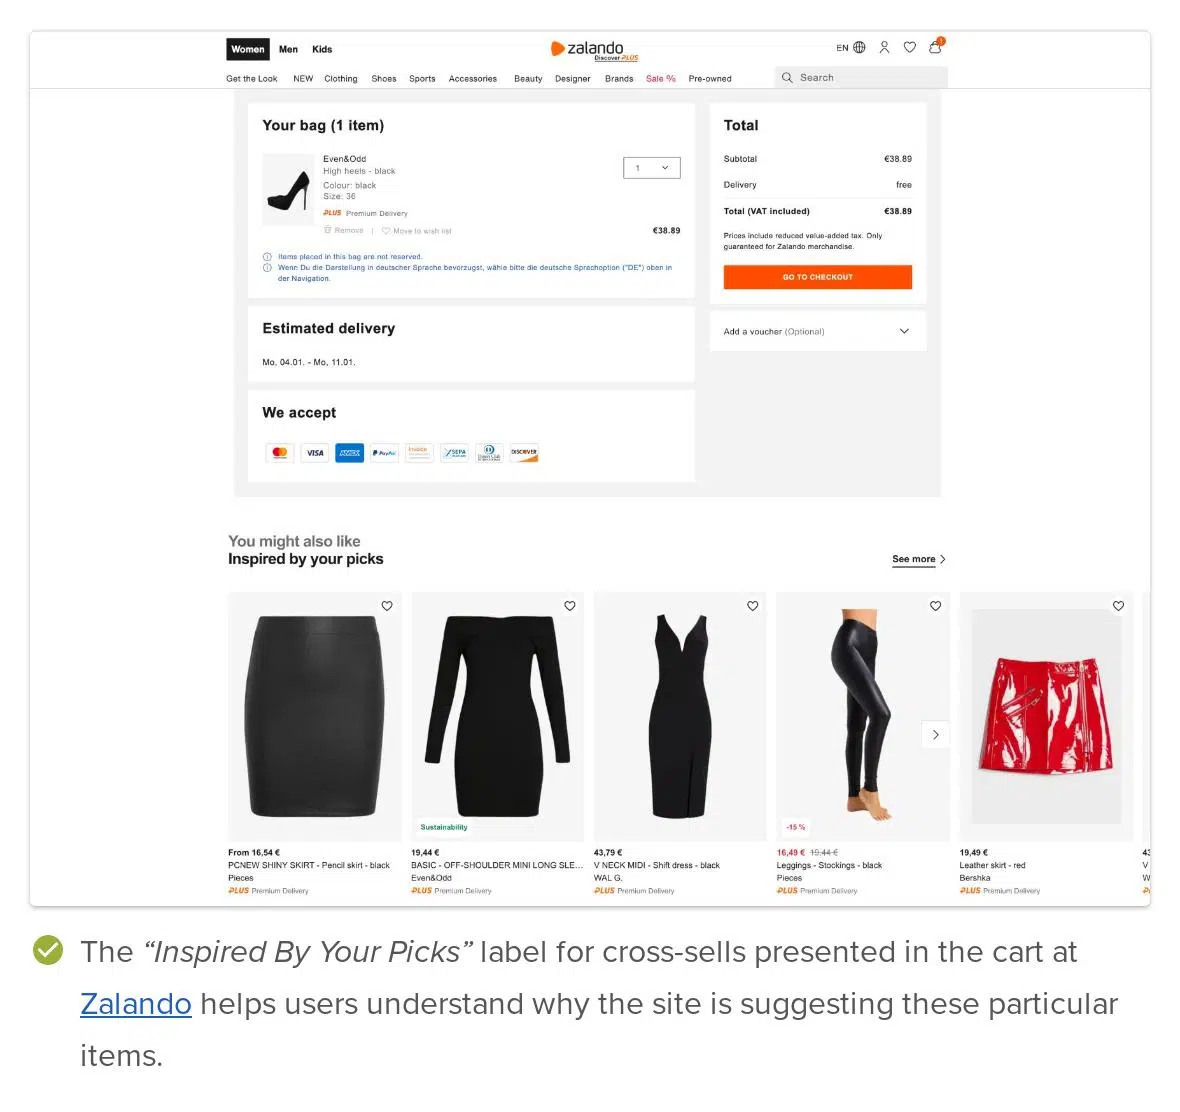 Women Men Kids
zalando
Discover PLUS
EN
Get the Look NEW Clothing Shoes Sports Accessories Beauty Designer Brands Sale % Pre-owned
Search
Your bag (1 item)
Even&Odd
High heels - black
Colour: black
Size: 36
PLUS Premium Delivery
Remove | Move to wish list
1
€38.89
Items placed in this bag are not reserved.
Wenn Du die Darstellung in deutscher Sprache bevorzugst, wähle bitte die deutsche Sprachoption ("DE") oben in
der Navigation.
Total
Subtotal €38.89
Delivery free
Total (VAT included) €38.89
Prices include reduced value-added tax. Only
guaranteed for Zalando merchandise.
GO TO CHECKOUT
Add a voucher (Optional)
Estimated delivery
Mo, 04.01. - Mo, 11.01.
We accept
VISA AMEX PayPal Invoice SEPA Diners Club DISCOVER
You might also like
Inspired by your picks
See more
Sustainability
-15 %
From 16,54 €
PCNEW SHINY SKIRT - Pencil skirt - black
Pieces
PLUS Premium Delivery
19,44 €
BASIC - OFF-SHOULDER MINI LONG SLE...
Even&Odd
PLUS Premium Delivery
43,79 €
V NECK MIDI - Shift dress - black
WAL G.
PLUS Premium Delivery
16,49 € 19,44 €
Leggings - Stockings - black
Pieces
PLUS Premium Delivery
19,49 €
Leather skirt - red
Bershka
PLUS Premium Delivery
The “Inspired By Your Picks” label for cross-sells presented in the cart at
Zalando helps users understand why the site is suggesting these particular
items.